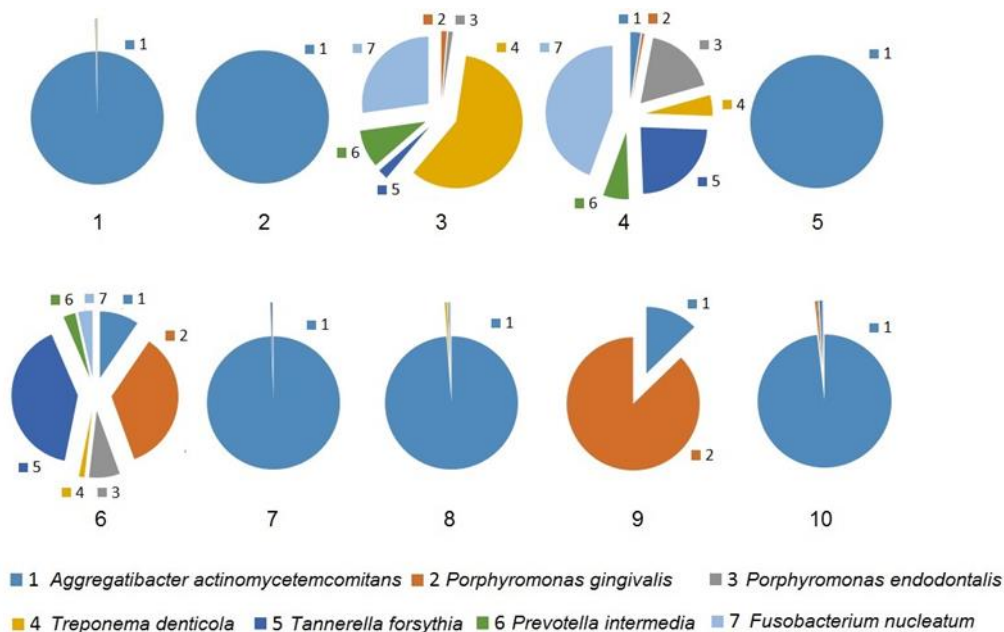 1 1 2 3 7 4 1 2 7 3 1
4
6 5 5
6
1 2 3 4 5
6 7 1
2 1 1 1 1
5 2
4 3
6 7 8 9 10
1 Aggregatibacter actinomycetemcomitans 2 Porphyromonas gingivalis 3 Porphyromonas endodontalis
4 Treponema denticola 5 Tannerella forsythia 6 Prevotella intermedia 7 Fusobacterium nucleatum